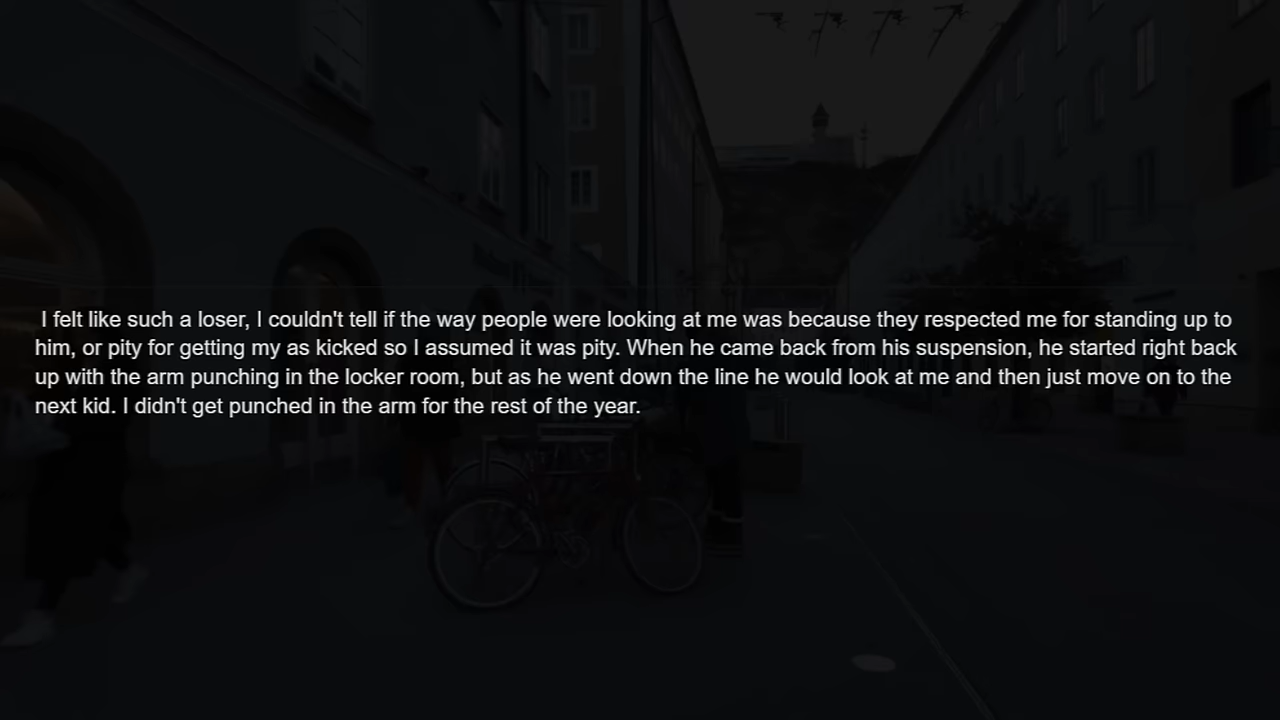 I felt like such a loser, I couldn't tell if the way people were looking at me was because they respected me for standing up to
him, or pity for getting my as kicked so I assumed it was pity. When he came back from his suspension, he started right back
up with the arm punching in the locker room, but as he went down the line he would look at me and then just move on to the
next kid. I didn't get punched in the arm for the rest of the year.